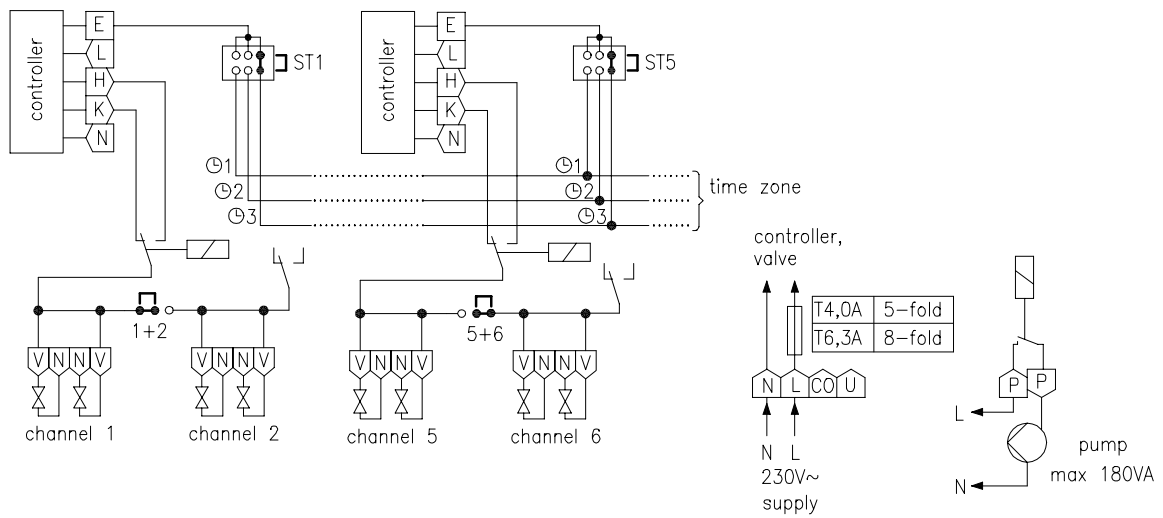 controller
E
L
H
K
N
ST1
1
2
3
1+2
V N N V
V N N V
channel 1
channel 2
controller
E
L
H
K
N
ST5
1
2
3
time zone
5+6
V N N V
V N N V
channel 5
channel 6
controller,
valve
T4,0A 5-fold
T6,3A 8-fold
N L CO U
N L
230V~
supply
P P
L
N
pump
max 180VA